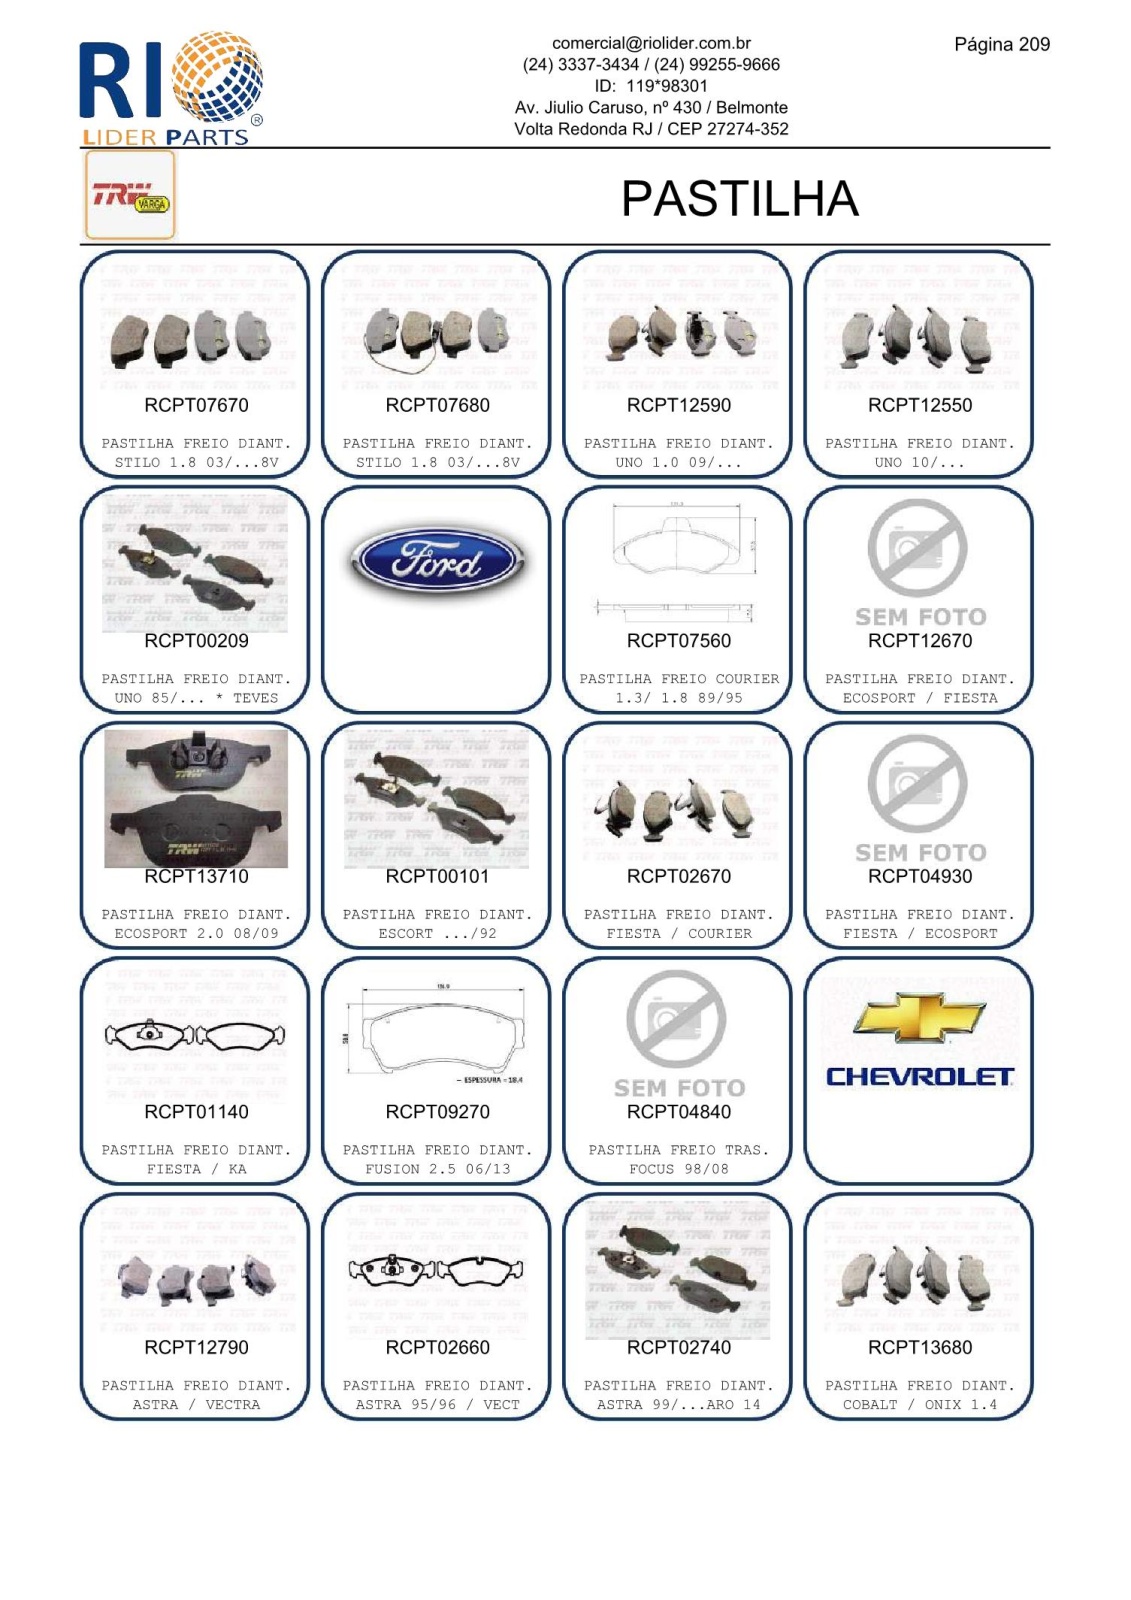 RIO
LIDER PARTS
®
comercial@riolider.com.br
(24) 3337-3434 / (24) 99255-9666
ID: 119*98301
Av. Jiulio Caruso, nº 430 / Belmonte
Volta Redonda RJ / CEP 27274-352
Página 209
TRW
VARGA
PASTILHA
RCPT07670
PASTILHA FREIO DIANT.
STILO 1.8 03/...8V
RCPT07680
PASTILHA FREIO DIANT.
STILO 1.8 03/...8V
RCPT12590
PASTILHA FREIO DIANT.
UNO 1.0 09/...
RCPT12550
PASTILHA FREIO DIANT.
UNO 10/...
RCPT00209
PASTILHA FREIO DIANT.
UNO 85/... * TEVES
Ford
RCPT07560
PASTILHA FREIO COURIER
1.3/ 1.8 89/95
SEM FOTO
RCPT12670
PASTILHA FREIO DIANT.
ECOSPORT / FIESTA
TRW
TRW
RCPT13710
PASTILHA FREIO DIANT.
ECOSPORT 2.0 08/09
RCPT00101
PASTILHA FREIO DIANT.
ESCORT .../92
RCPT02670
PASTILHA FREIO DIANT.
FIESTA / COURIER
SEM FOTO
RCPT04930
PASTILHA FREIO DIANT.
FIESTA / ECOSPORT
RCPT01140
PASTILHA FREIO DIANT.
FIESTA / KA
ESPESSURA = 18.4
RCPT09270
PASTILHA FREIO DIANT.
FUSION 2.5 06/13
SEM FOTO
RCPT04840
PASTILHA FREIO TRAS.
FOCUS 98/08
CHEVROLET
RCPT12790
PASTILHA FREIO DIANT.
ASTRA / VECTRA
RCPT02660
PASTILHA FREIO DIANT.
ASTRA 95/96 / VECT
RCPT02740
PASTILHA FREIO DIANT.
ASTRA 99/...ARO 14
RCPT13680
PASTILHA FREIO DIANT.
COBALT / ONIX 1.4